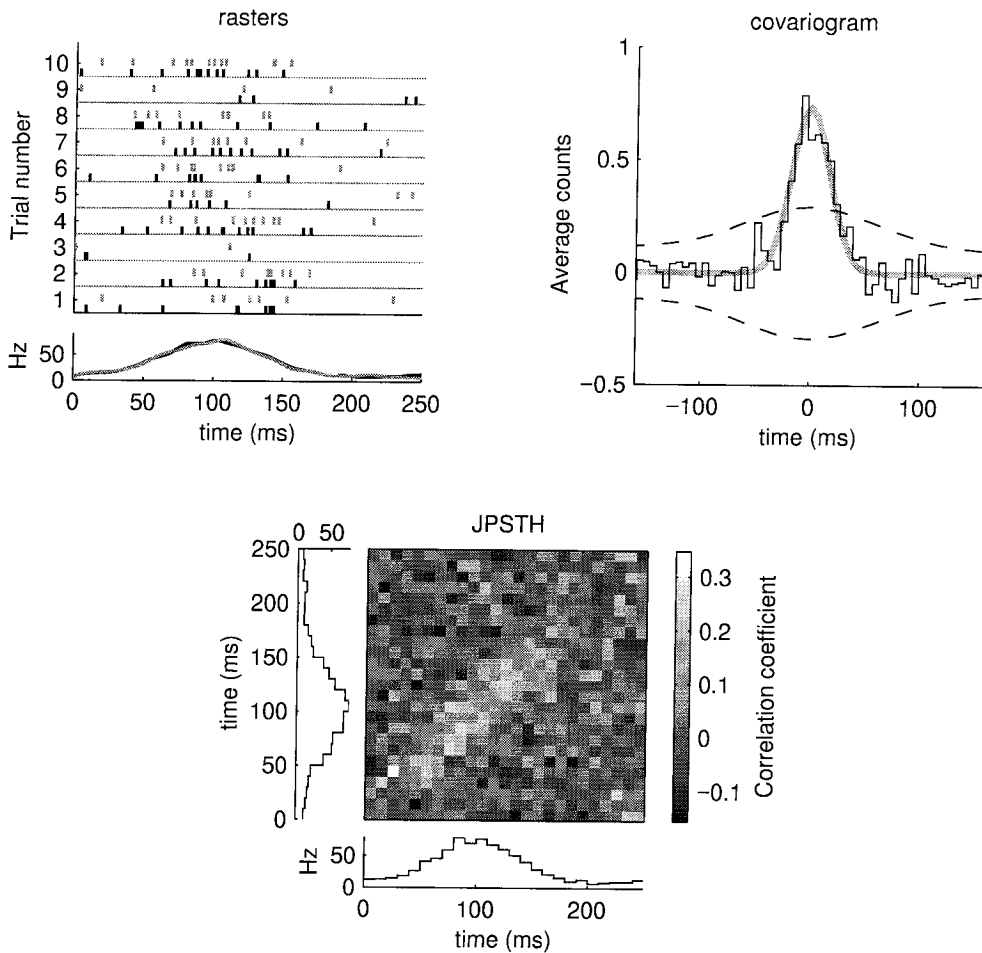 rasters
Trial number
10
9
8
7
6
5
4
3
2
1
Hz
50
0
0 50 100 150 200 250
time (ms)
covariogram
Average counts
1
0.5
0
−0.5
−100 0 100
time (ms)
JPSTH
0 50
time (ms)
250
200
150
100
50
0
Hz
50
0
0 100 200
time (ms)
0.3
0.2
0.1
0
−0.1
Correlation coefficient